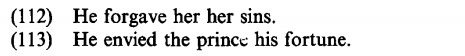 (112) He forgave her her sins.
(113) He envied the prince his fortune.